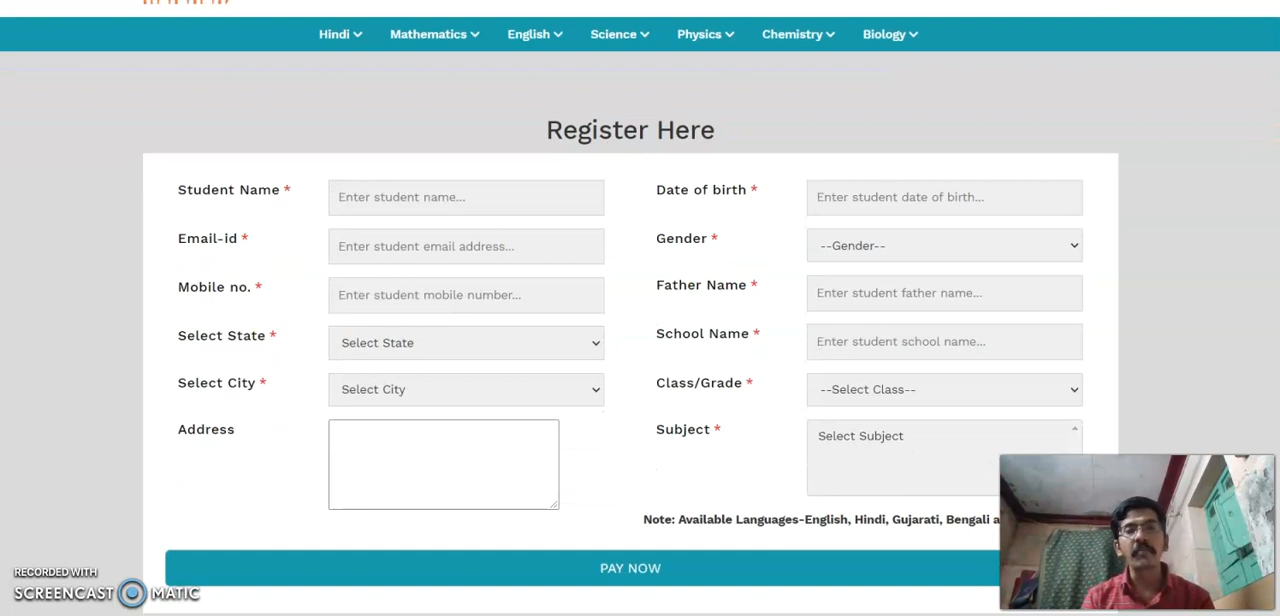 Hindi Mathematics English Science Physics Chemistry Biology
Register Here
Student Name * Enter student name... Date of birth * Enter student date of birth...
Email-id * Enter student email address... Gender * --Gender--
Mobile no. * Enter student mobile number... Father Name * Enter student father name...
Select State * Select State School Name * Enter student school name...
Select City * Select City Class/Grade * --Select Class--
Address Subject * Select Subject
Note: Available Languages-English, Hindi, Gujarati, Bengali a
PAY NOW
RECORDED WITH
SCREENCAST MATIC